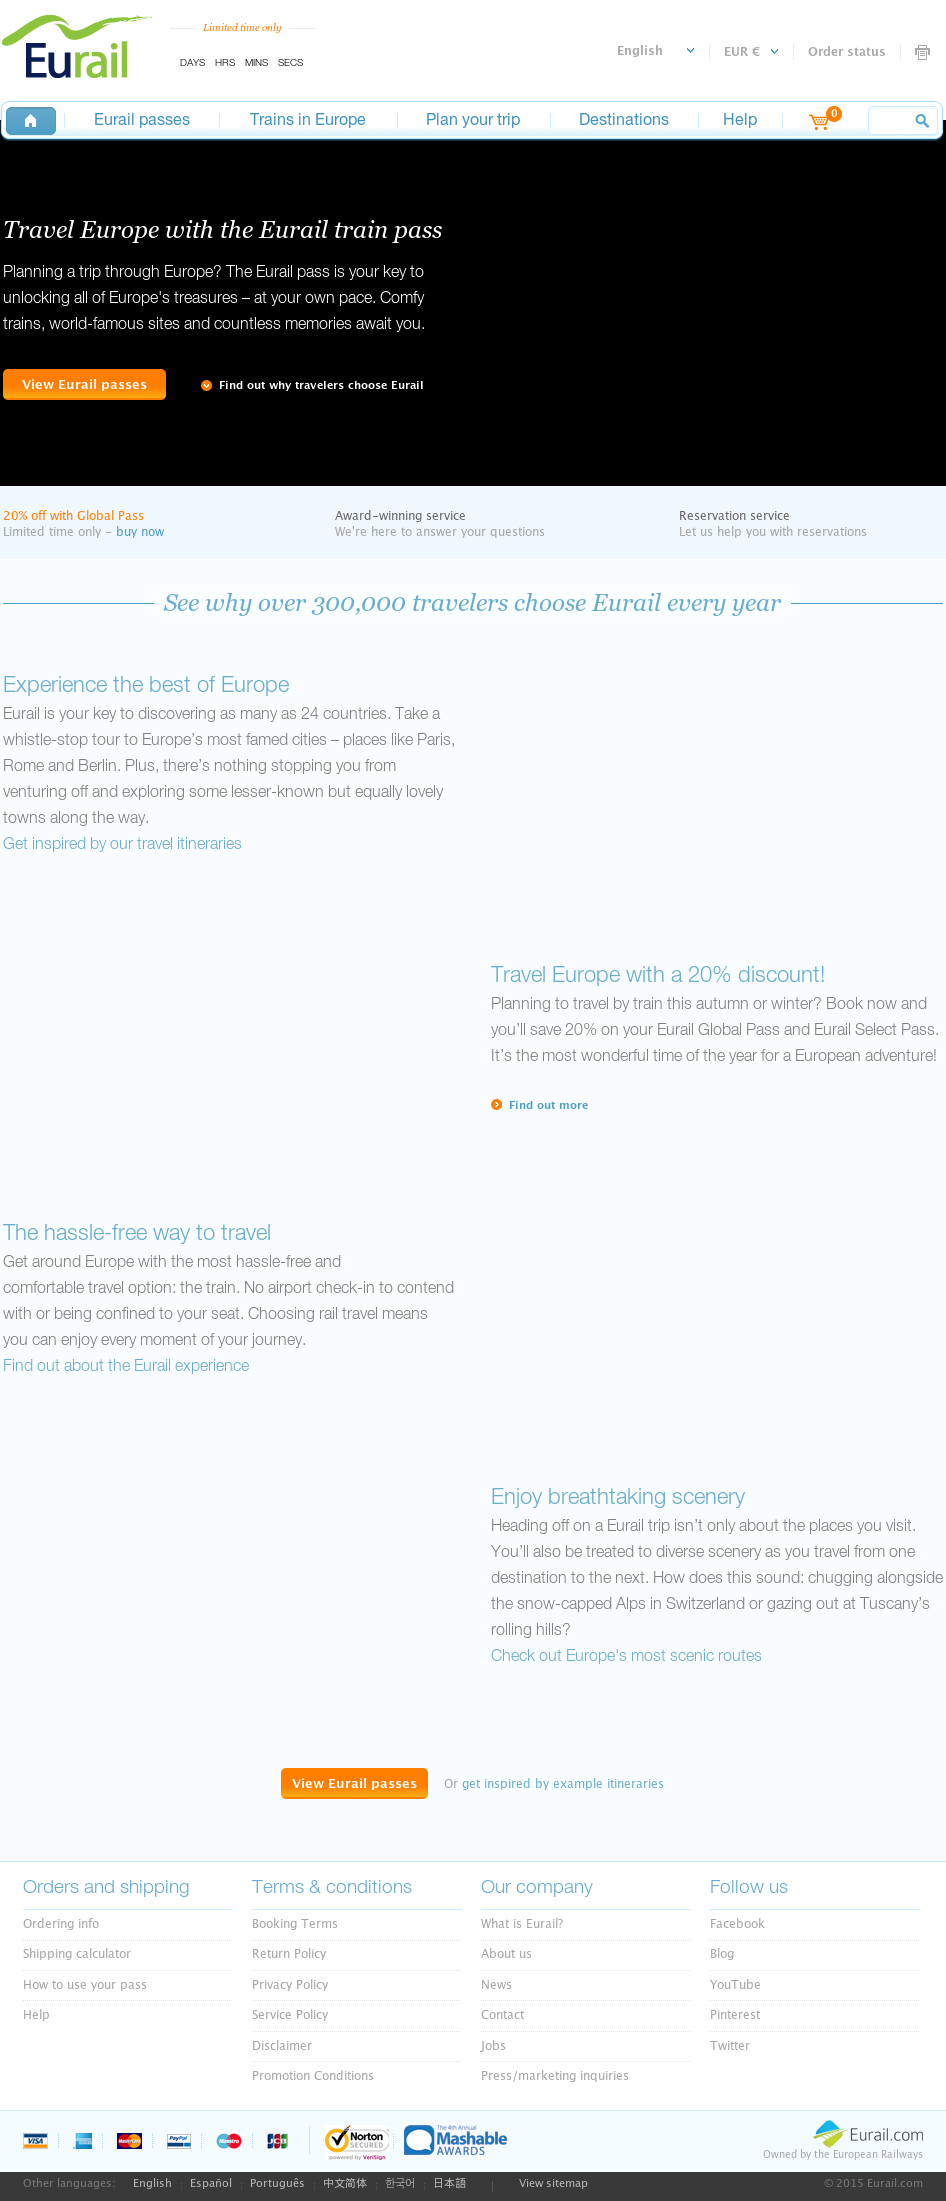 Eurail
Limited time only
DAYS HRS MINS SECS
English
EUR €
Order status
Eurail passes
Trains in Europe
Plan your trip
Destinations
Help
0
Travel Europe with the Eurail train pass
Planning a trip through Europe? The Eurail pass is your key to
unlocking all of Europe's treasures – at your own pace. Comfy
trains, world-famous sites and countless memories await you.
View Eurail passes
Find out why travelers choose Eurail
20% off with Global Pass
Limited time only - buy now
Award-winning service
We're here to answer your questions
Reservation service
Let us help you with reservations
See why over 300,000 travelers choose Eurail every year
Experience the best of Europe
Eurail is your key to discovering as many as 24 countries. Take a
whistle-stop tour to Europe’s most famed cities – places like Paris,
Rome and Berlin. Plus, there’s nothing stopping you from
venturing off and exploring some lesser-known but equally lovely
towns along the way.
Get inspired by our travel itineraries
Travel Europe with a 20% discount!
Planning to travel by train this autumn or winter? Book now and
you’ll save 20% on your Eurail Global Pass and Eurail Select Pass.
It’s the most wonderful time of the year for a European adventure!
Find out more
The hassle-free way to travel
Get around Europe with the most hassle-free and
comfortable travel option: the train. No airport check-in to contend
with or being confined to your seat. Choosing rail travel means
you can enjoy every moment of your journey.
Find out about the Eurail experience
Enjoy breathtaking scenery
Heading off on a Eurail trip isn’t only about the places you visit.
You’ll also be treated to diverse scenery as you travel from one
destination to the next. How does this sound: chugging alongside
the snow-capped Alps in Switzerland or gazing out at Tuscany’s
rolling hills?
Check out Europe's most scenic routes
View Eurail passes
Or get inspired by example itineraries
Orders and shipping
Ordering info
Shipping calculator
How to use your pass
Help
Terms & conditions
Booking Terms
Return Policy
Privacy Policy
Service Policy
Disclaimer
Promotion Conditions
Our company
What is Eurail?
About us
News
Contact
Jobs
Press/marketing inquiries
Follow us
Facebook
Blog
YouTube
Pinterest
Twitter
VISA
MasterCard
PayPal
Maestro
JCB
Norton
SECURED
powered by VeriSign
The 4th Annual
Mashable
AWARDS
Eurail.com
Owned by the European Railways
Other languages: English Español Português 中文简体 한국어 日本語 View sitemap
© 2015 Eurail.com